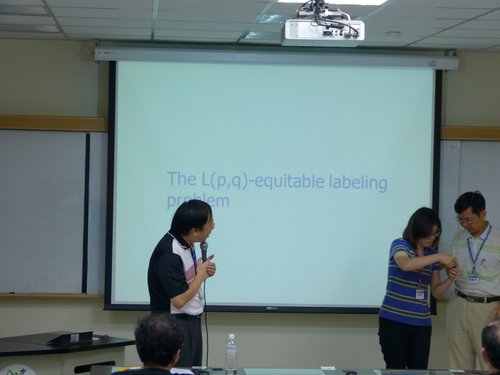 The L(p,q)-equitable labeling
problem